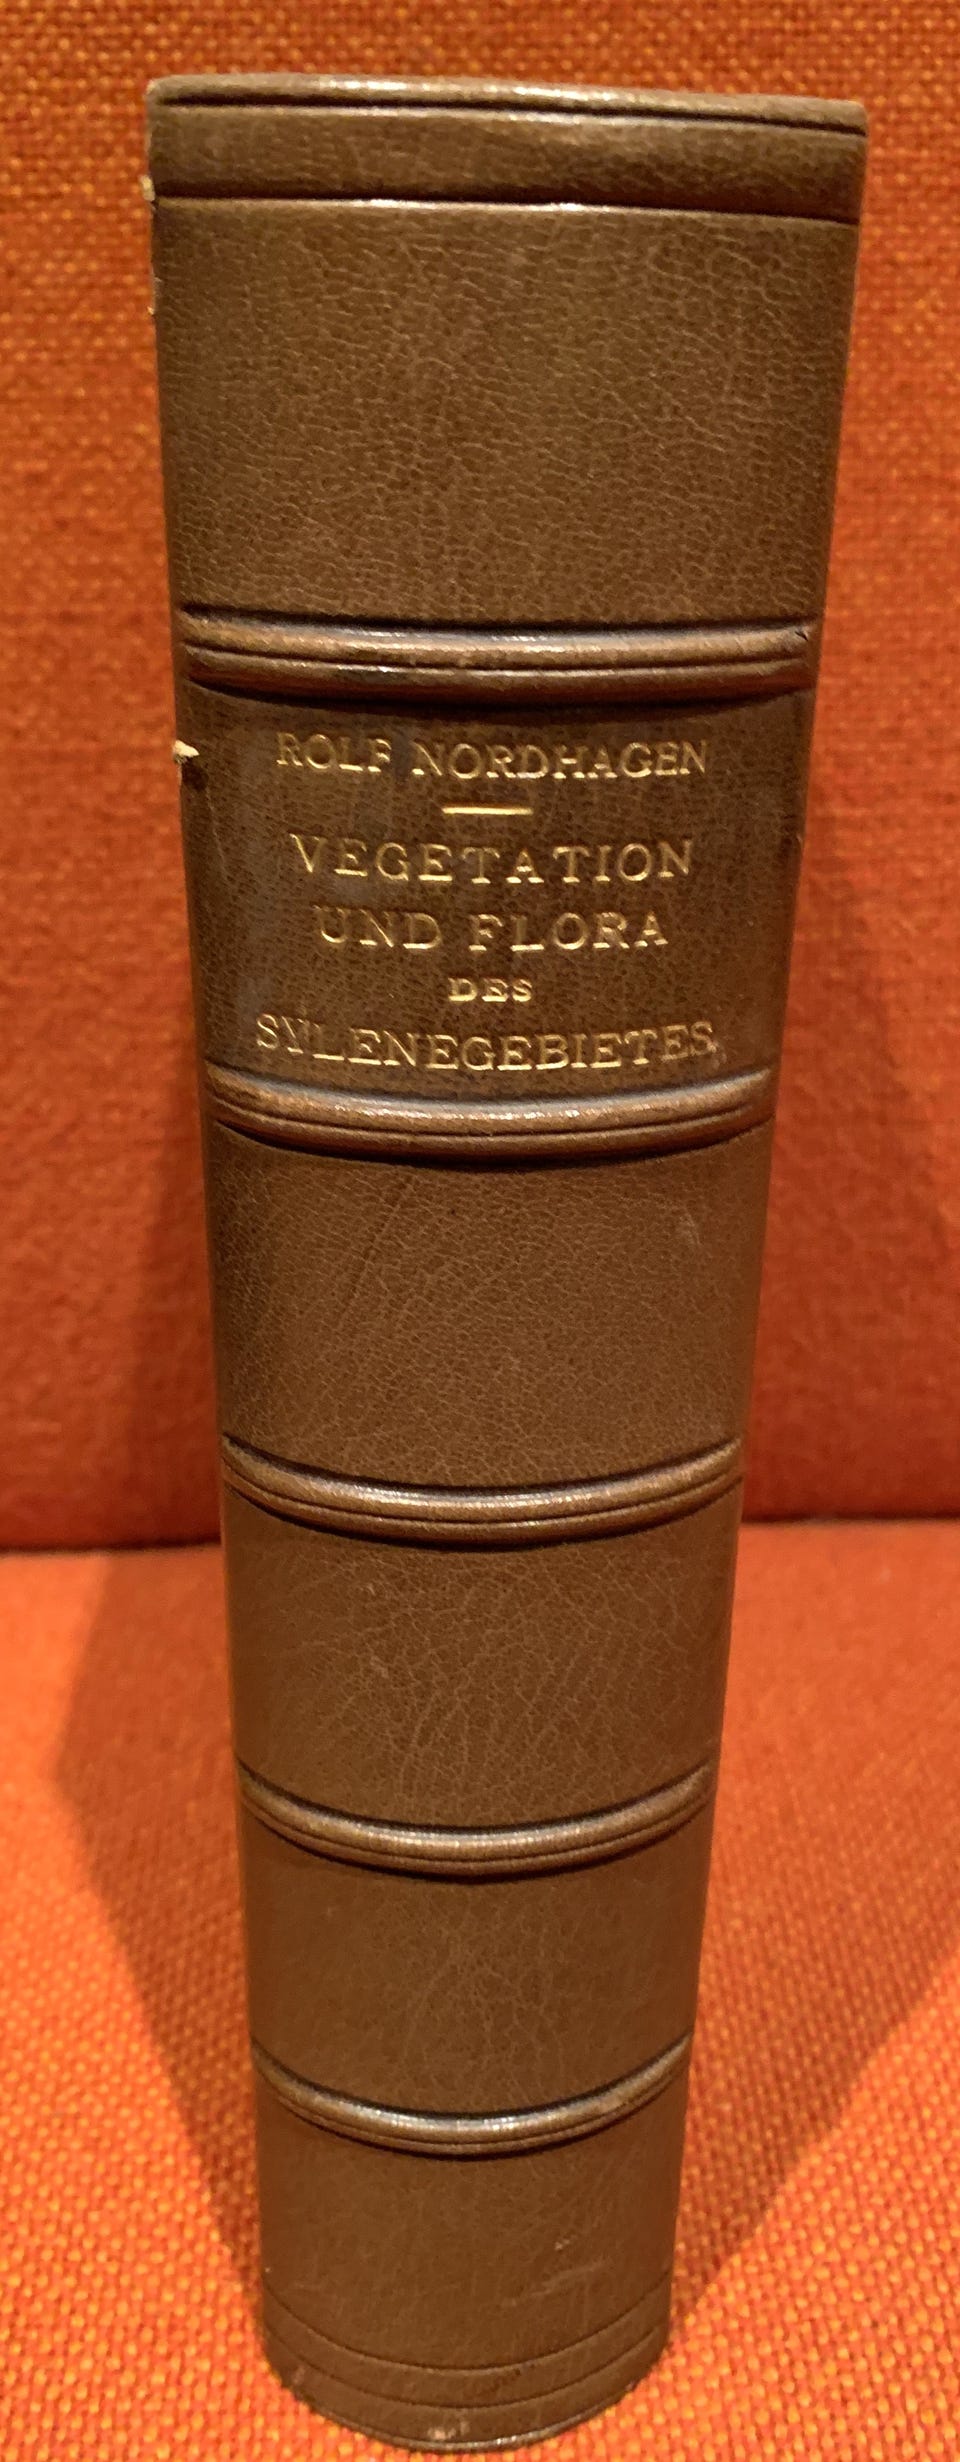 ROLF NORDHAGEN
VEGETATION
UND FLORA
DES
SYLENEGEBIETES